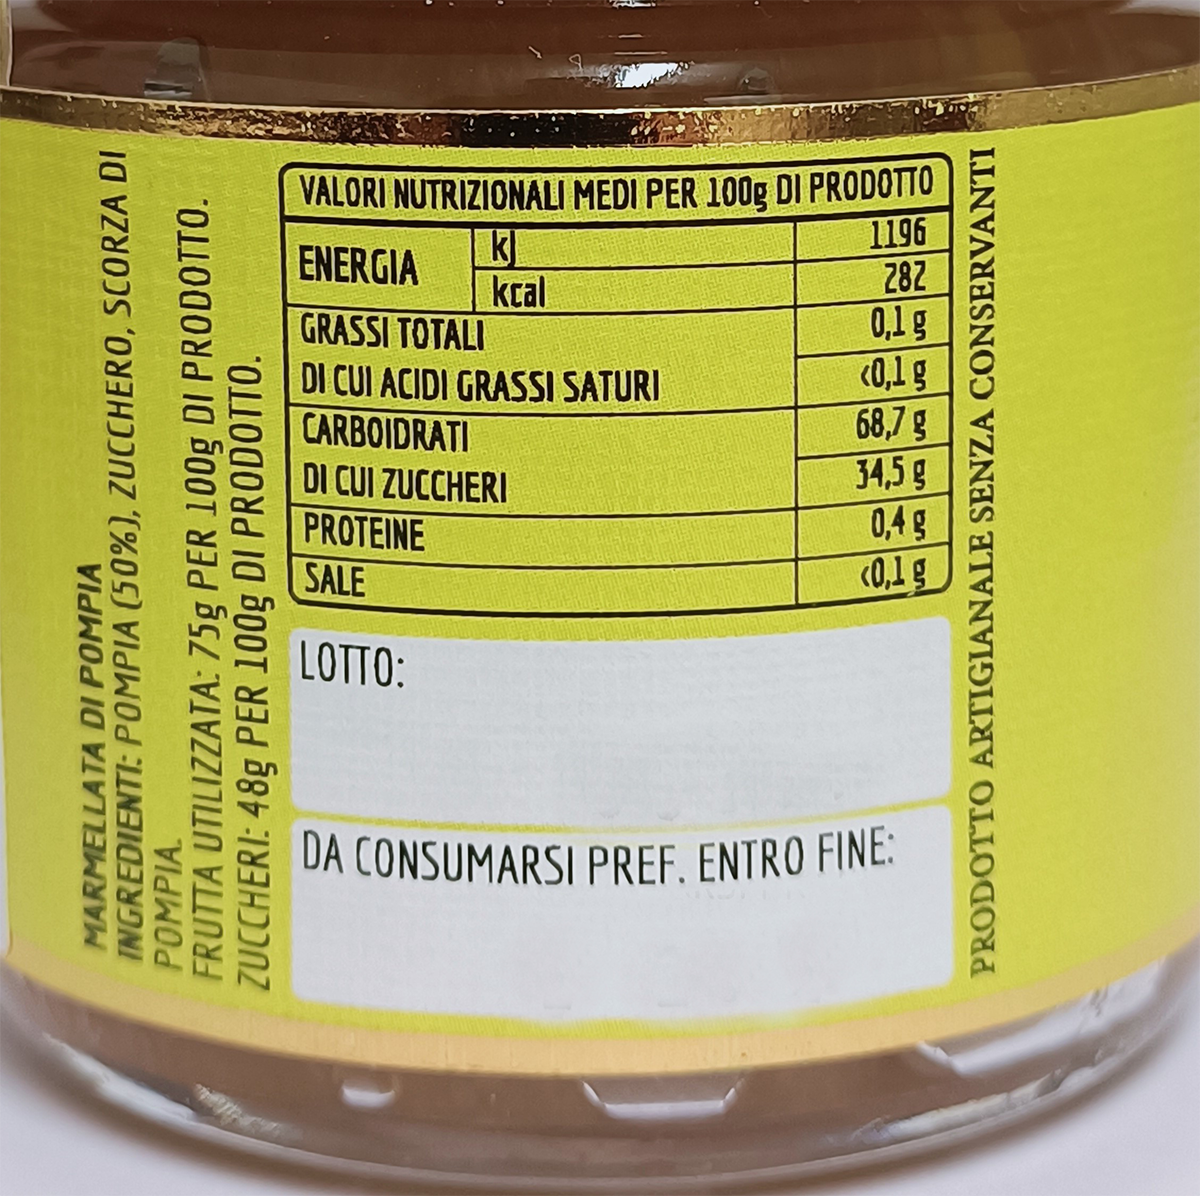 MARMELLATA DI POMPIA
INGREDIENTI: POMPIA (50%), ZUCCHERO, SCORZA DI
POMPIA.
FRUTTA UTILIZZATA: 75g PER 100g DI PRODOTTO.
ZUCCHERI: 48g PER 100g DI PRODOTTO.
VALORI NUTRIZIONALI MEDI PER 100g DI PRODOTTO
ENERGIA kJ 1196
kcal 282
GRASSI TOTALI 0,1 g
DI CUI ACIDI GRASSI SATURI <0,1 g
CARBOIDRATI 68,7 g
DI CUI ZUCCHERI 34,5 g
PROTEINE 0,4 g
SALE <0,1 g
LOTTO:
DA CONSUMARSI PREF. ENTRO FINE:
PRODOTTO ARTIGIANALE SENZA CONSERVANTI